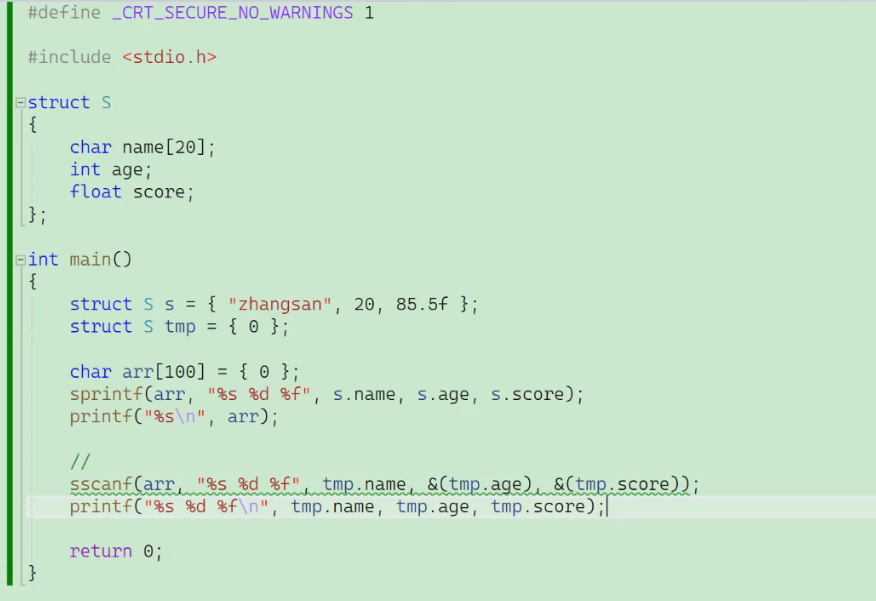 #define _CRT_SECURE_NO_WARNINGS 1
#include <stdio.h>
struct S
{
    char name[20];
    int age;
    float score;
};
int main()
{
    struct S s = { "zhangsan", 20, 85.5f };
    struct S tmp = { 0 };
    char arr[100] = { 0 };
    sprintf(arr, "%s %d %f", s.name, s.age, s.score);
    printf("%s\n", arr);
    //
    sscanf(arr, "%s %d %f", tmp.name, &(tmp.age), &(tmp.score));
    printf("%s %d %f\n", tmp.name, tmp.age, tmp.score);
    return 0;
}